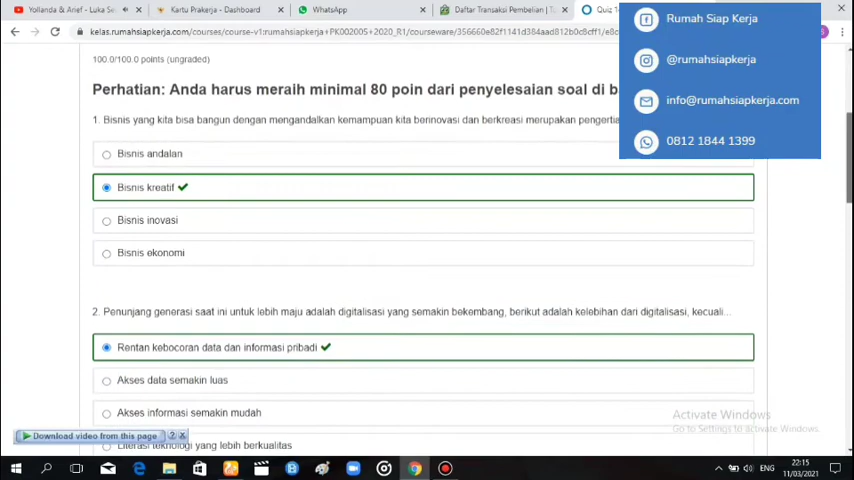 Yollanda & Arief - Luka Se
Kartu Prakerja - Dashboard
WhatsApp
Daftar Transaksi Pembelian | T
Quiz 1
kelas.rumahsiapkerja.com/courses/course-v1:rumahsiapkerja+PK00200S+2020_R1/courseware/356660e82f1141d384aad812b0c8cff1/e8
Rumah Siap Kerja
@rumahsiapkerja
info@rumahsiapkerja.com
0812 1844 1399
100.0/100.0 points (ungraded)
Perhatian: Anda harus meraih minimal 80 poin dari penyelesaian soal di b
1. Bisnis yang kita bisa bangun dengan mengandalkan kemampuan kita berinovasi dan berkreasi merupakan pengertia
Bisnis andalan
Bisnis kreatif
Bisnis inovasi
Bisnis ekonomi
2. Penunjang generasi saat ini untuk lebih maju adalah digitalisasi yang semakin bekembang, berikut adalah kelebihan dari digitalisasi, kecuali...
Rentan kebocoran data dan informasi pribadi
Akses data semakin luas
Akses informasi semakin mudah
Literasi teknologi yang lebih berkualitas
Download video from this page ? X
Activate Windows
Go to Settings to activate Windows.
ENG
22:15
11/03/2021